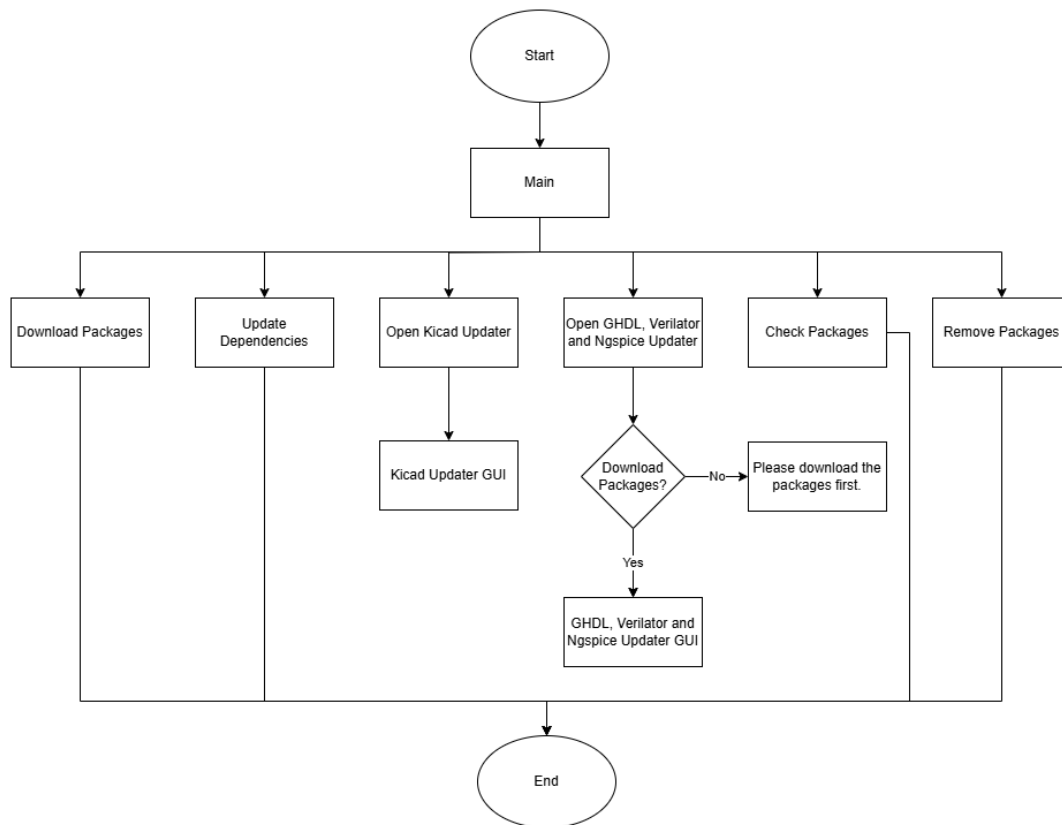 Start
Main
Download Packages
Update
Dependencies
Open Kicad Updater
Open GHDL, Verilator
and Ngspice Updater
Check Packages
Remove Packages
Kicad Updater GUI
Download
Packages?
No
Please download the
packages first.
Yes
GHDL, Verilator and
Ngspice Updater GUI
End